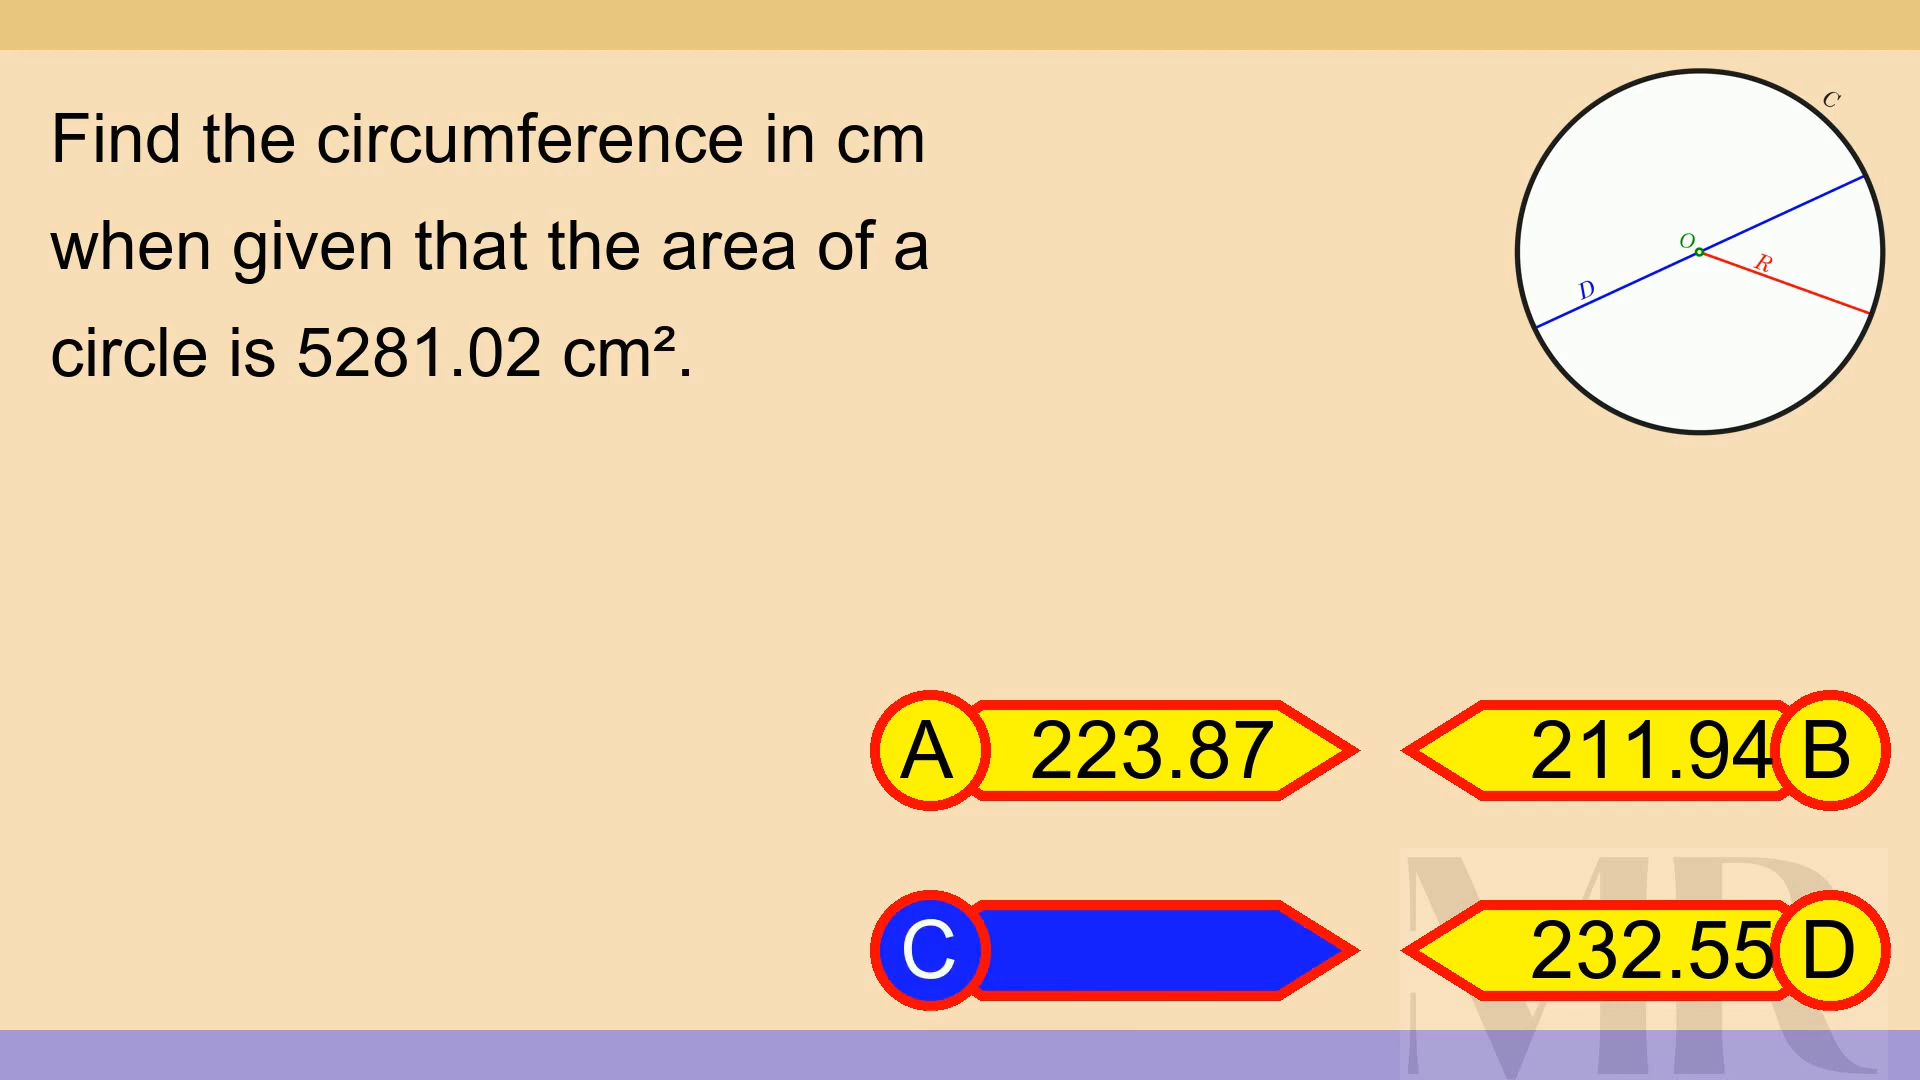 Find the circumference in cm
when given that the area of a
circle is 5281.02 cm².
C
O
R
D
A 223.87
211.94 B
C
232.55 D
MR